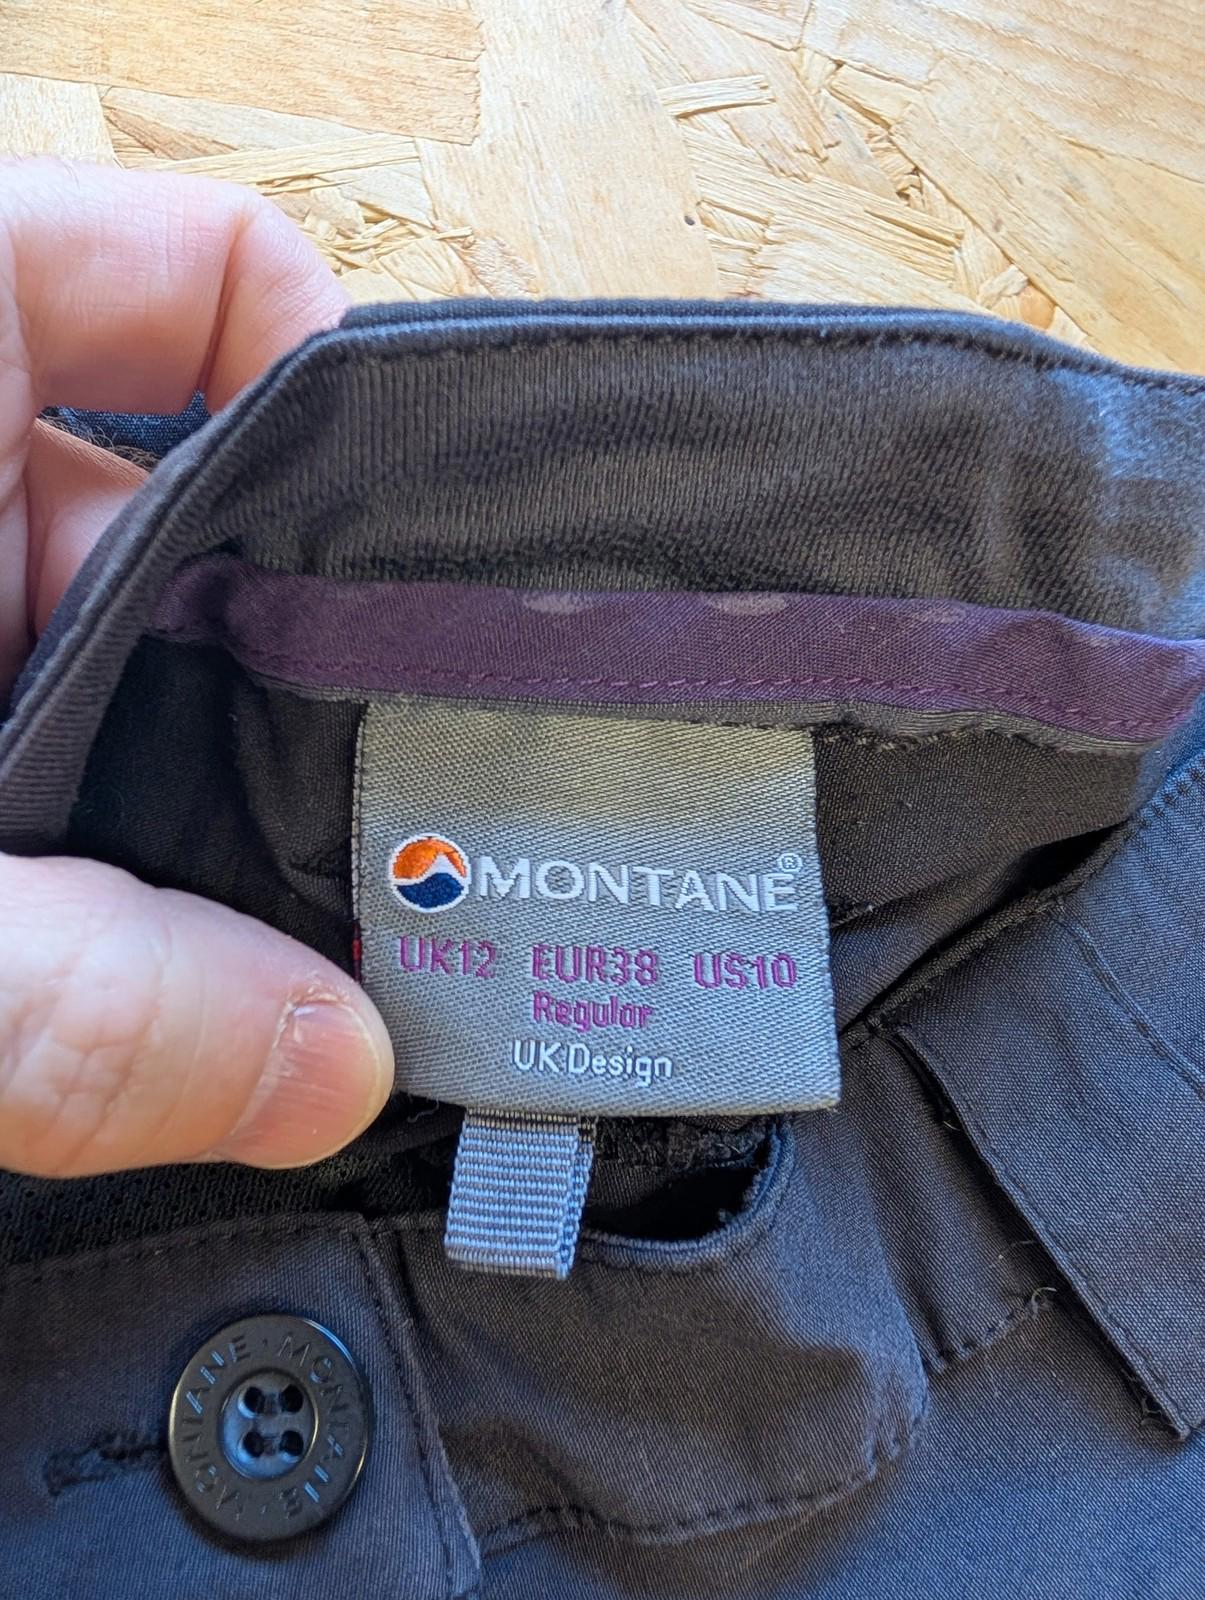 MONTANE®
UK12 EUR38 US10
Regular
UK Design
MONTANE · MONTANE ·